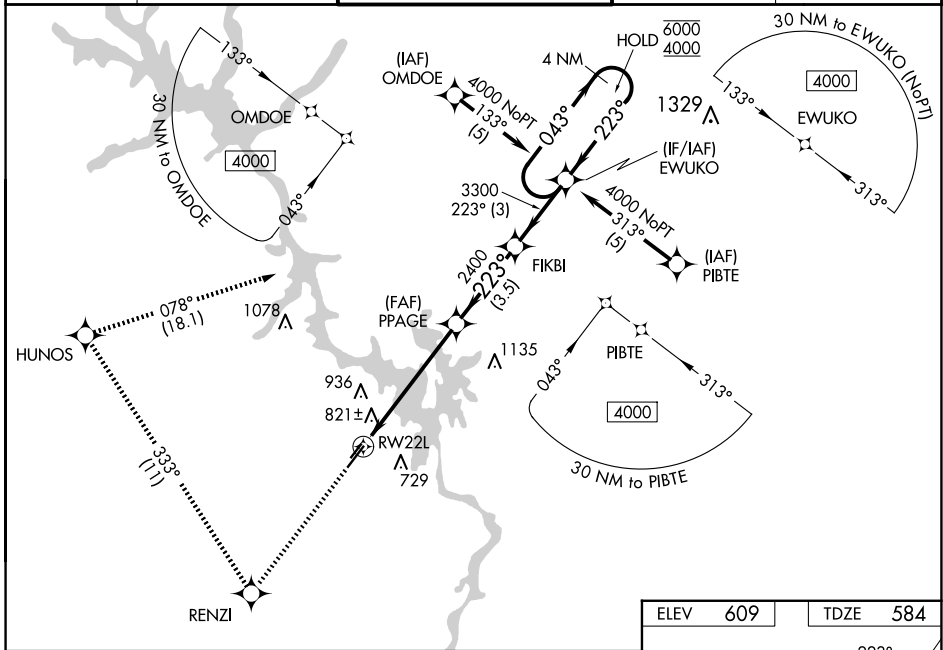 133°
OMDOE
4000
30 NM to OMDOE
043°
(IAF)
OMDOE
4000 NoPT
133°
(5)
4 NM
HOLD
6000
4000
043°
223°
1329
(IF/IAF)
EWUKO
30 NM to EWUKO (NoPT)
4000
133°
EWUKO
313°
3300
223° (3)
4000 NoPT
313°
(5)
(IAF)
PIBTE
FIKBI
2400
223°
(3.5)
(FAF)
PPAGE
078°
(18.1)
1078
HUNOS
1135
PIBTE
043°
313°
4000
30 NM to PIBTE
936
821±
RW22L
729
333°
(11)
RENZI
ELEV 609
TDZE 584